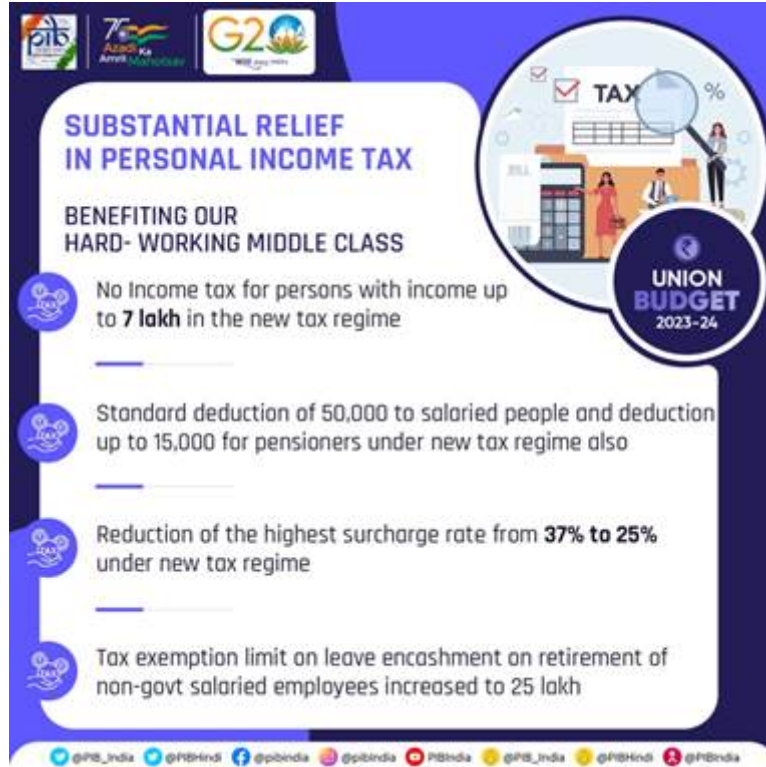 pib
75
Azadi Ka
Amrit Mahotsav
G20
TAX
%
BILL
SUBSTANTIAL RELIEF
IN PERSONAL INCOME TAX
BENEFITING OUR
HARD- WORKING MIDDLE CLASS
UNION
BUDGET
2023-24
No Income tax for persons with income up
to 7 lakh in the new tax regime
Standard deduction of 50,000 to salaried people and deduction
up to 15,000 for pensioners under new tax regime also
Reduction of the highest surcharge rate from 37% to 25%
under new tax regime
Tax exemption limit on leave encashment on retirement of
non-govt salaried employees increased to 25 lakh
@PIB_India @PIBHindi @pibindia @pibindia PIBIndia @PIB_India @PIBHindi @PIBIndia